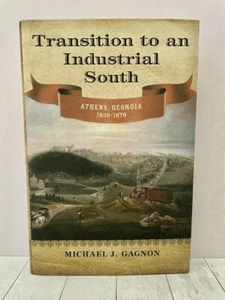 Transition to an
Industrial
South
ATHENS, GEORGIA
1830–1870
MICHAEL J. GAGNON